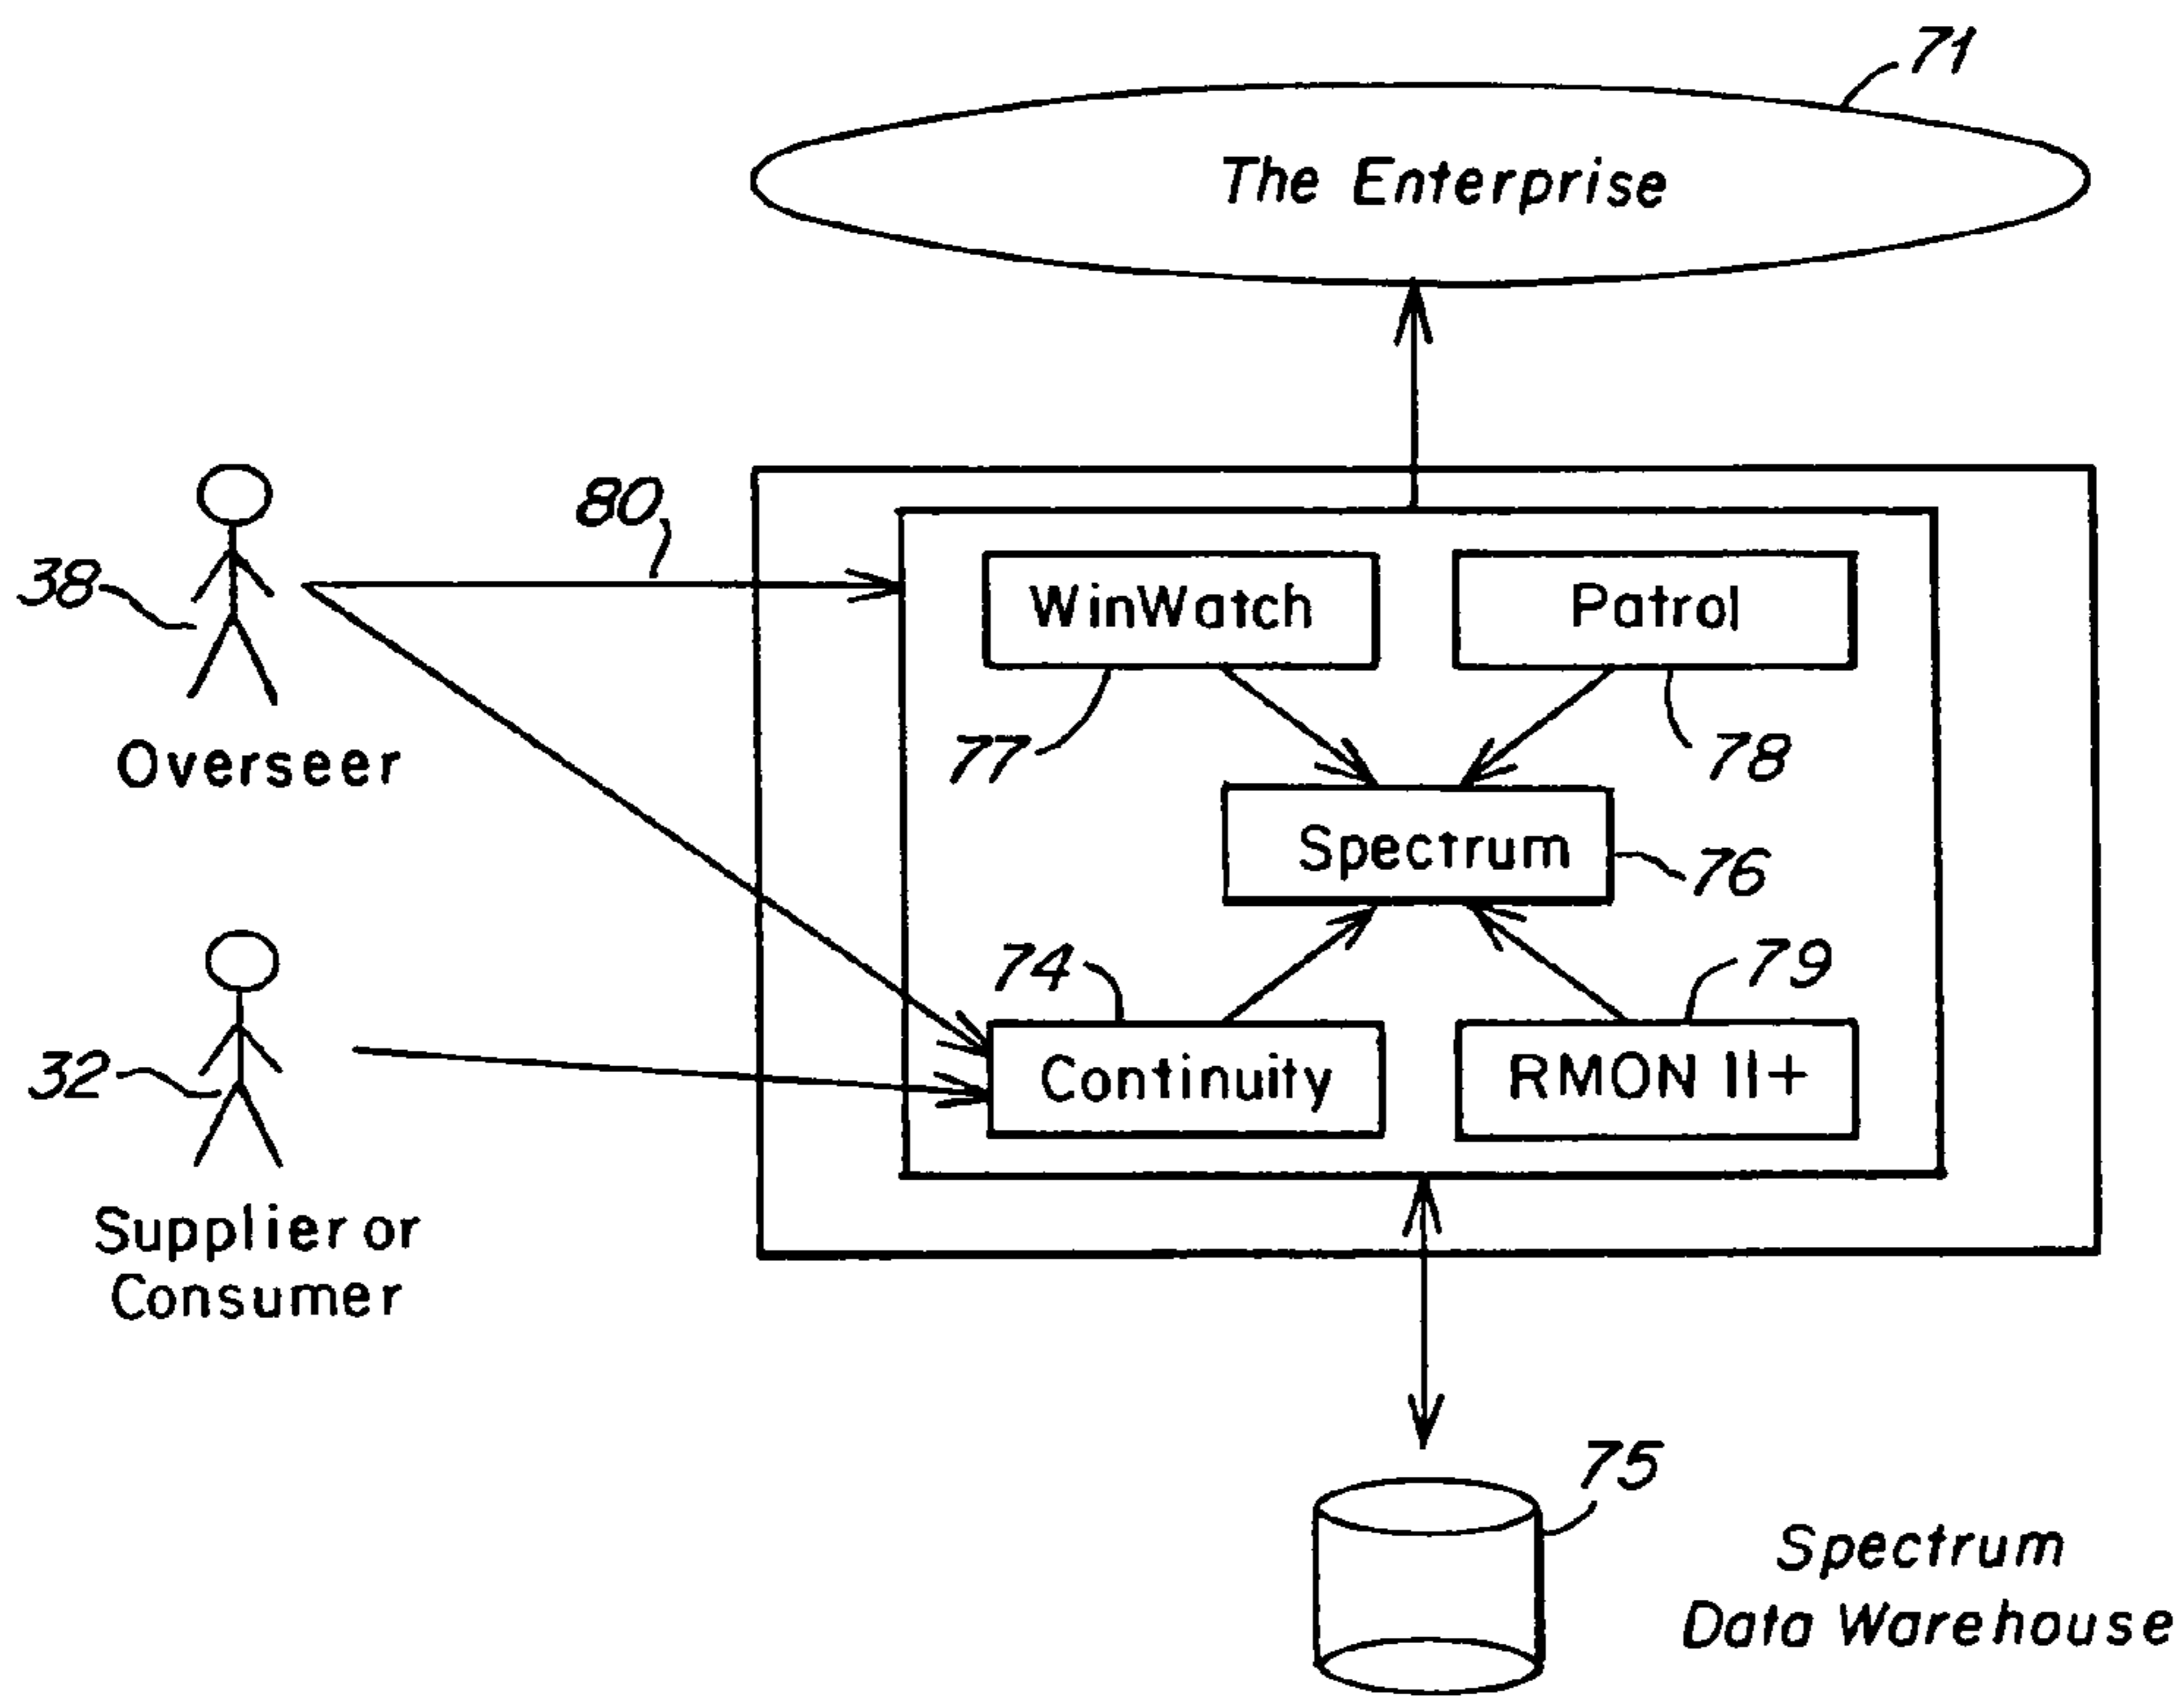 71
The Enterprise
80
38
WinWatch
Patrol
77
78
Overseer
Spectrum
76
74
79
32
Continuity
RMON II+
Supplier or
Consumer
75
Spectrum
Data Warehouse